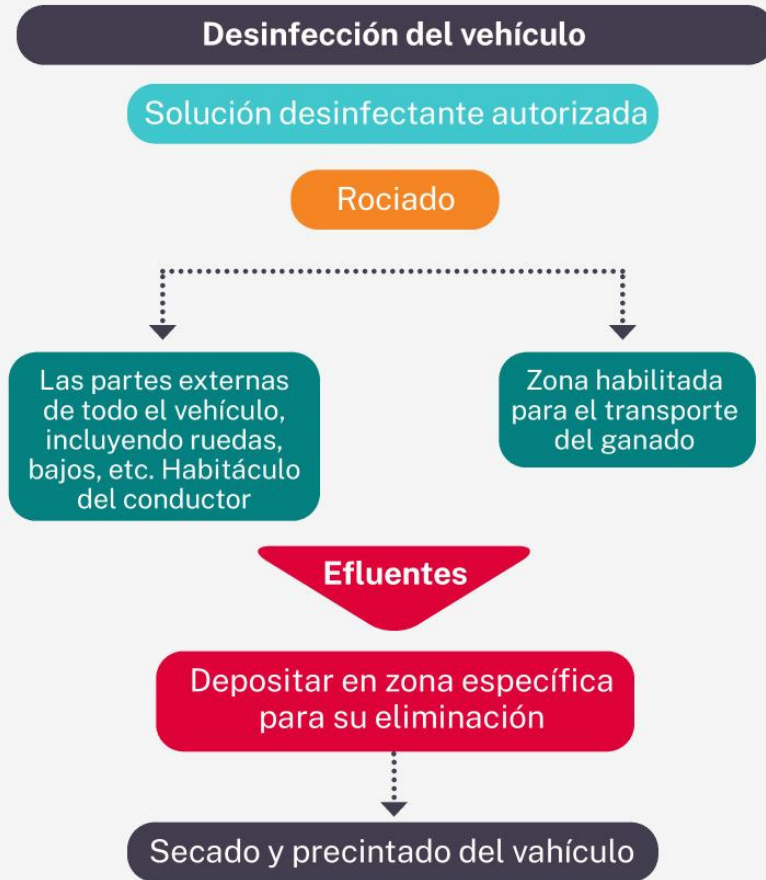 Desinfección del vehículo
Solución desinfectante autorizada
Rociado
Las partes externas
de todo el vehículo,
incluyendo ruedas,
bajos, etc. Habitáculo
del conductor
Zona habilitada
para el transporte
del ganado
Efluentes
Depositar en zona específica
para su eliminación
Secado y precintado del vahículo